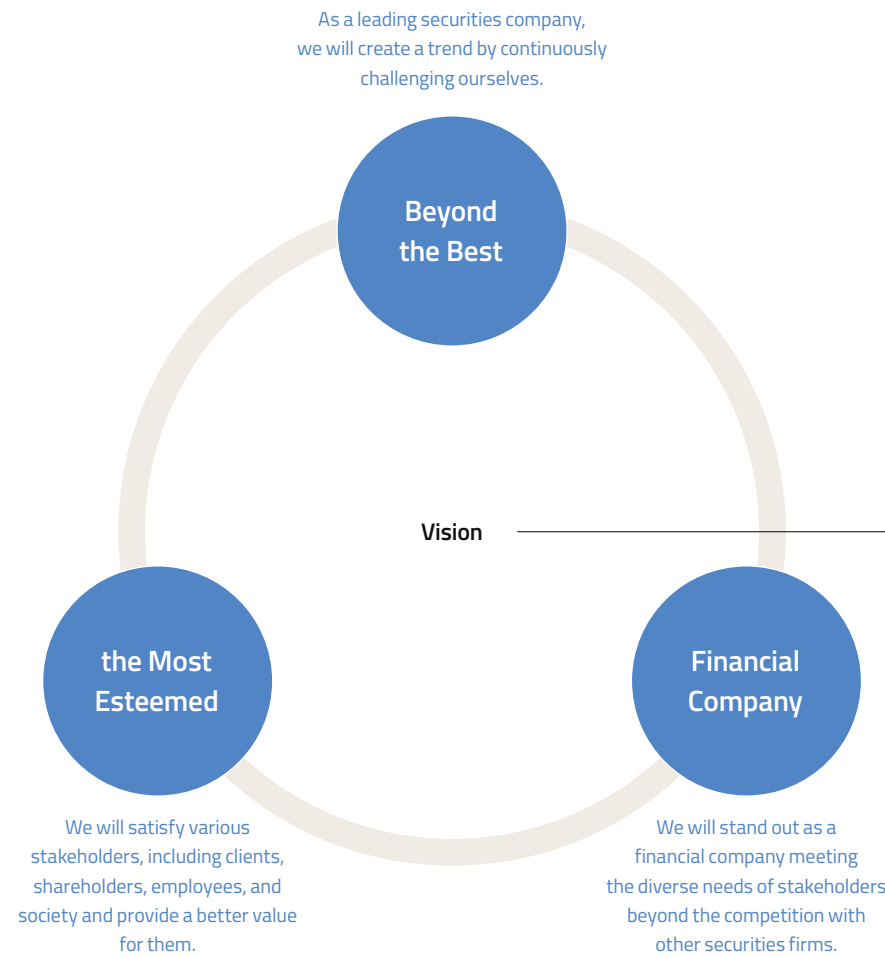 As a leading securities company,
we will create a trend by continuously
challenging ourselves.
Beyond
the Best
Vision
the Most
Esteemed
We will satisfy various
stakeholders, including clients,
shareholders, employees, and
society and provide a better value
for them.
Financial
Company
We will stand out as a
financial company meeting
the diverse needs of stakeholders
beyond the competition with
other securities firms.